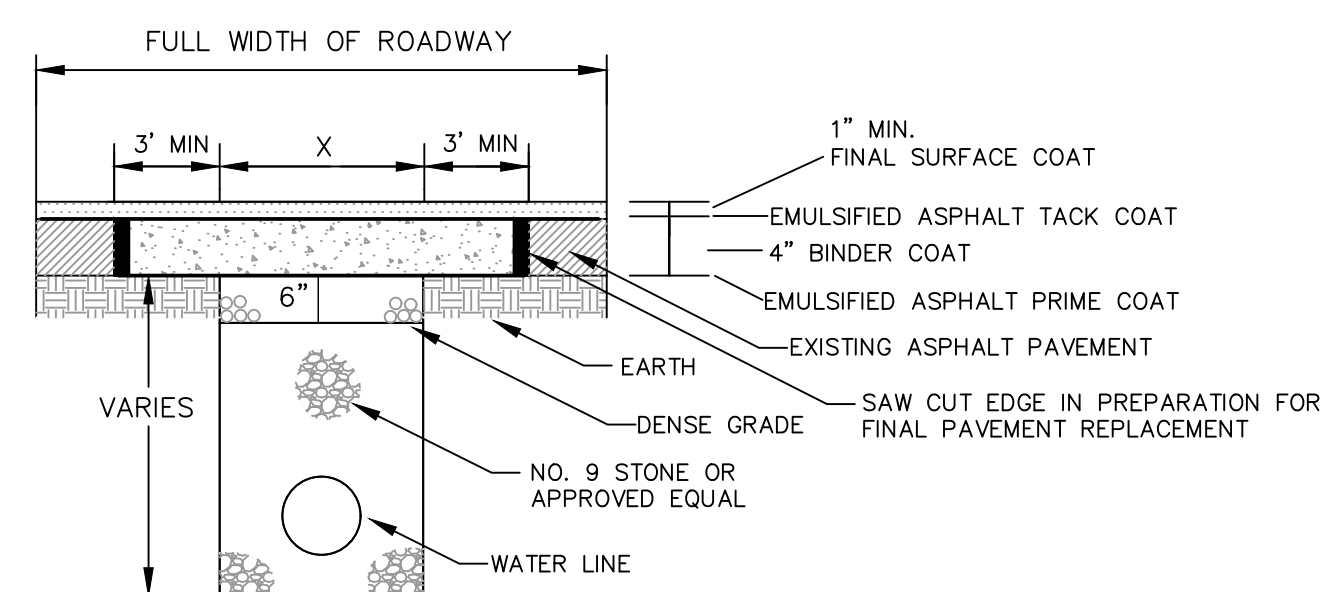 FULL WIDTH OF ROADWAY
3' MIN
X
3' MIN
1” MIN.
FINAL SURFACE COAT
EMULSIFIED ASPHALT TACK COAT
4” BINDER COAT
6”
EMULSIFIED ASPHALT PRIME COAT
EXISTING ASPHALT PAVEMENT
EARTH
VARIES
SAW CUT EDGE IN PREPARATION FOR
FINAL PAVEMENT REPLACEMENT
DENSE GRADE
NO. 9 STONE OR
APPROVED EQUAL
WATER LINE